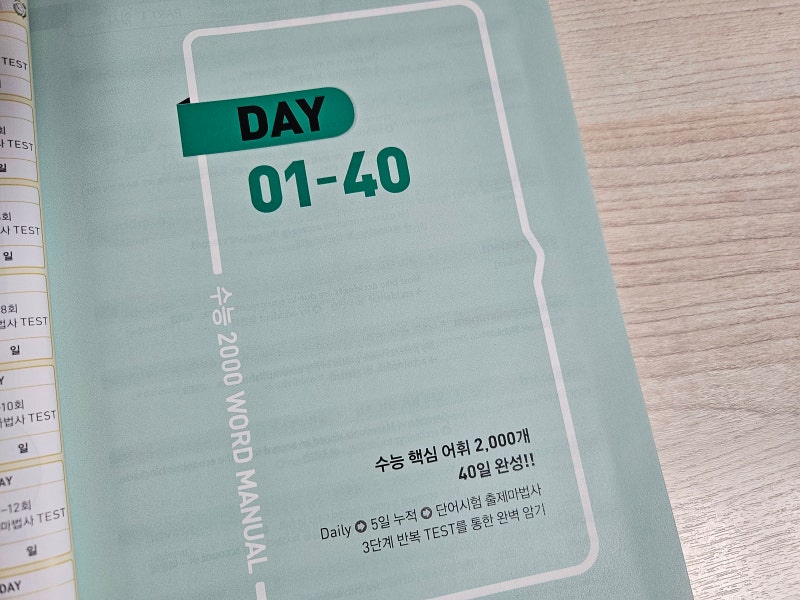 TEST
회
사 TEST
일
회
사 TEST
일
8회
법사 TEST
일
Y
-10회
마법사 TEST
일
AY
-12회
제마법사 TEST
일
DAY
DAY
01-40
수능 2000 WORD MANUAL
수능 핵심 어휘 2,000개
40일 완성!!
Daily ✪ 5일 누적 ✪ 단어시험 출제마법사
3단계 반복 TEST를 통한 완벽 암기